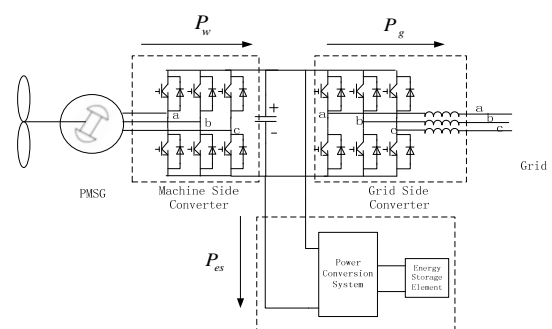 P_w
P_g
a
b
c
+
-
a
b
c
a
b
c
Grid
PMSG
Machine Side
Converter
Grid Side
Converter
P_es
Power
Conversion
System
Energy
Storage
Element